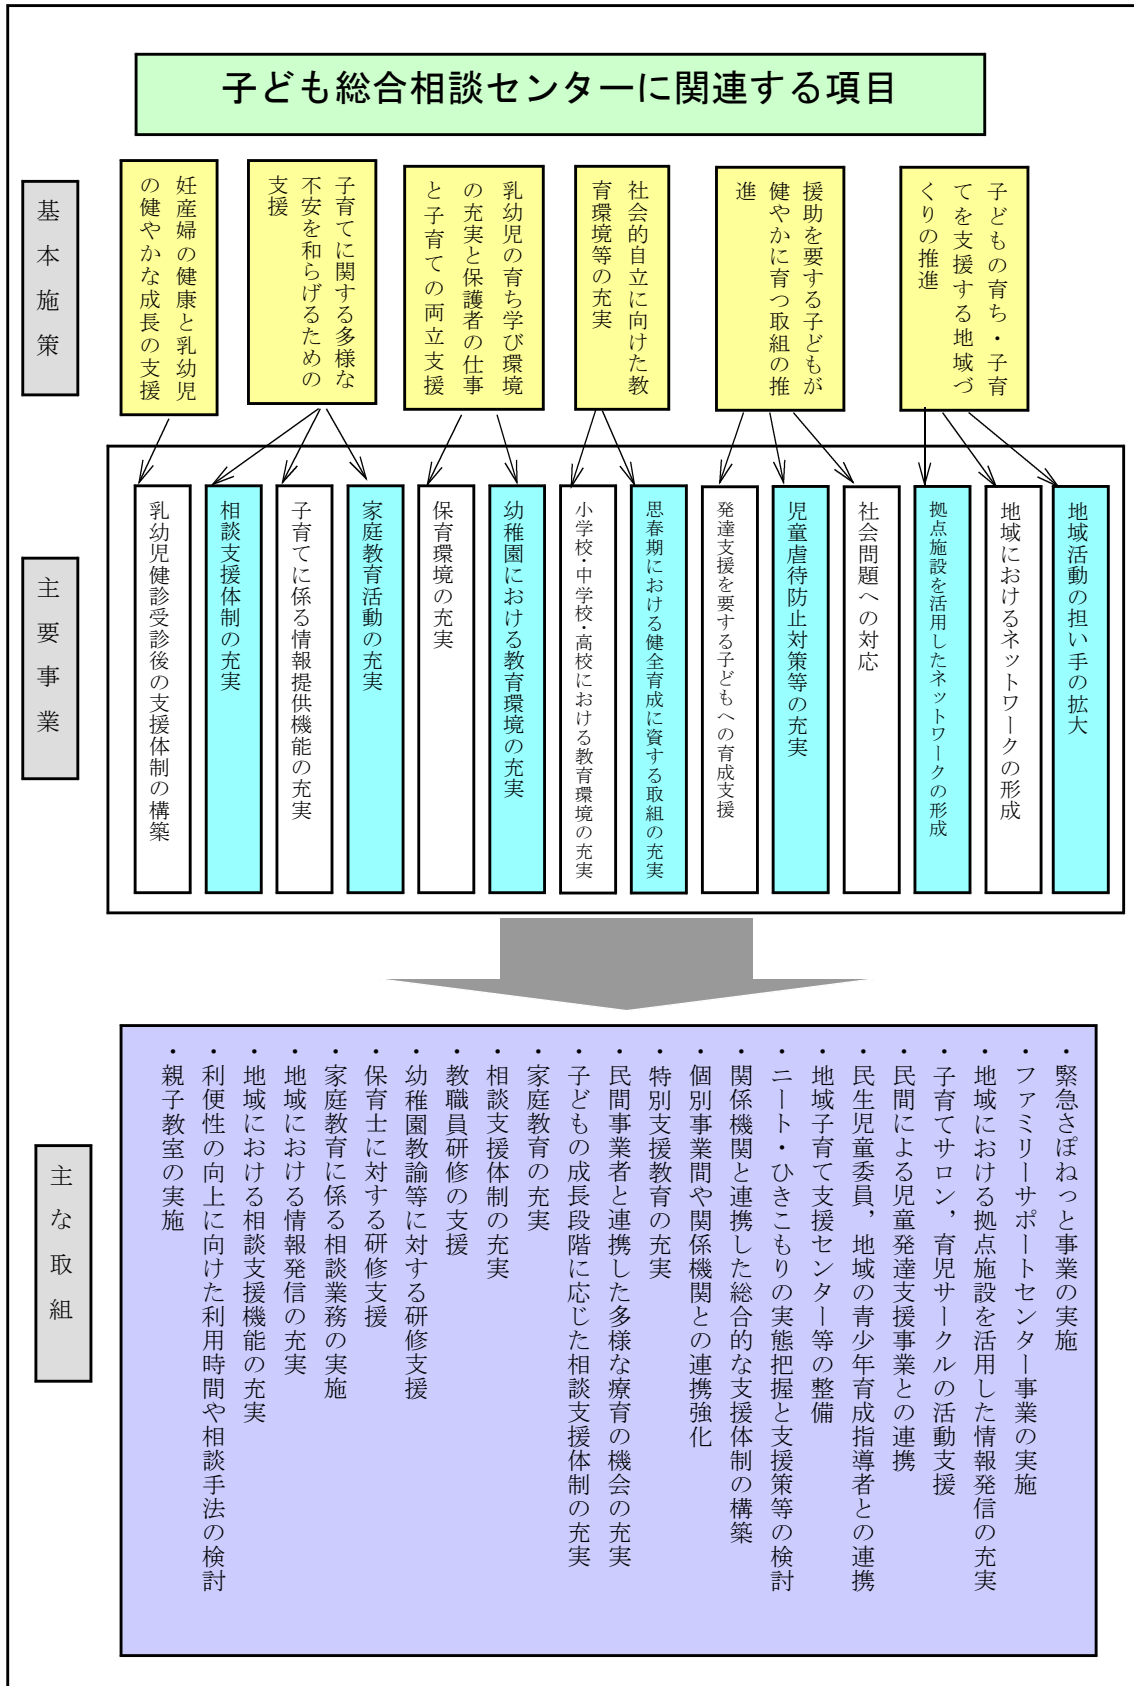 子ども総合相談センターに関連する項目
基本施策
妊産婦の健康と乳幼児
の健やかな成長の支援
子育てに関する多様な
不安を和らげるための
支援
乳幼児の育ち学び環境
の充実と保護者の仕事
と子育ての両立支援
社会的自立に向けた教
育環境等の充実
援助を要する子どもが
健やかに育つ取組の推
進
子どもの育ち・子育
てを支援する地域づ
くりの推進
主要事業
乳幼児健診受診後の支援体制の構築
相談支援体制の充実
子育てに係る情報提供機能の充実
家庭教育活動の充実
保育環境の充実
幼稚園における教育環境の充実
小学校・中学校・高校における教育環境の充実
思春期における健全育成に資する取組の充実
発達支援を要する子どもへの育成支援
児童虐待防止対策等の充実
社会問題への対応
拠点施設を活用したネットワークの形成
地域におけるネットワークの形成
地域活動の担い手の拡大
主な取組
・緊急さぽねっと事業の実施
・ファミリーサポートセンター事業の実施
・地域における拠点施設を活用した情報発信の充実
・子育てサロン，育児サークルの活動支援
・民間による児童発達支援事業との連携
・民生児童委員，地域の青少年育成指導者との連携
・地域子育て支援センター等の整備
・ニート・ひきこもりの実態把握と支援策等の検討
・関係機関と連携した総合的な支援体制の構築
・個別事業間や関係機関との連携強化
・特別支援教育の充実
・民間事業者と連携した多様な療育の機会の充実
・子どもの成長段階に応じた相談支援体制の充実
・家庭教育の充実
・相談支援体制の充実
・教職員研修の支援
・幼稚園教諭等に対する研修支援
・保育士に対する研修支援
・家庭教育に係る相談業務の実施
・地域における情報発信の充実
・地域における相談支援機能の充実
・利便性の向上に向けた利用時間や相談手法の検討
・親子教室の実施